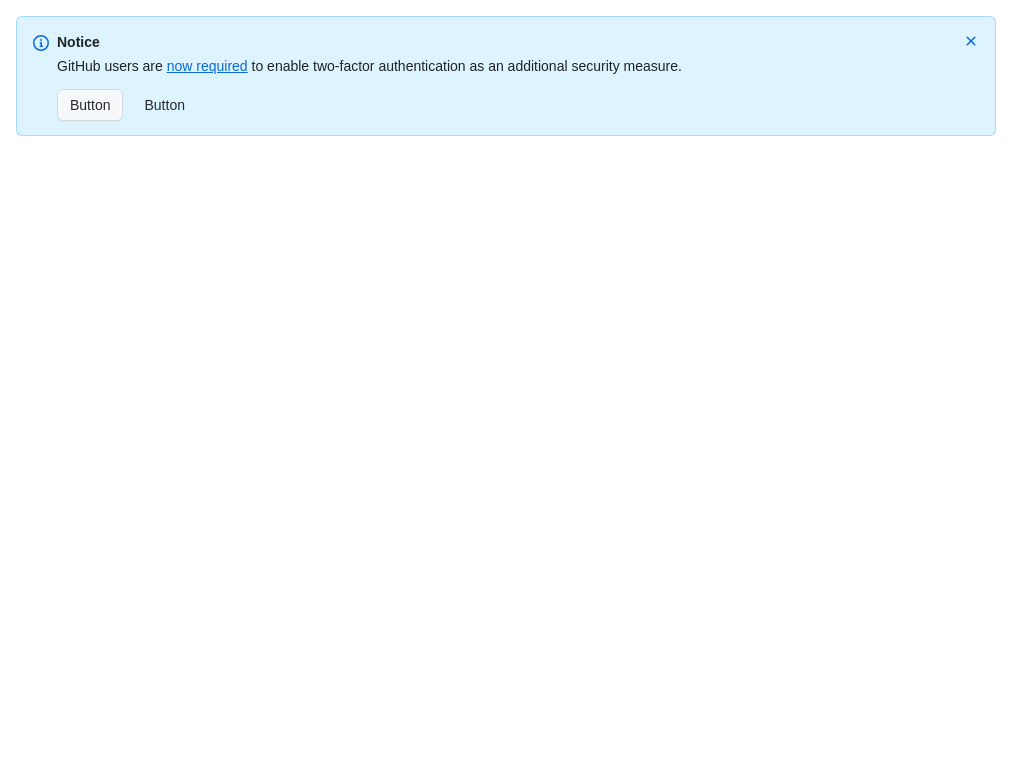 Notice
GitHub users are now required to enable two-factor authentication as an additional security measure.
Button Button